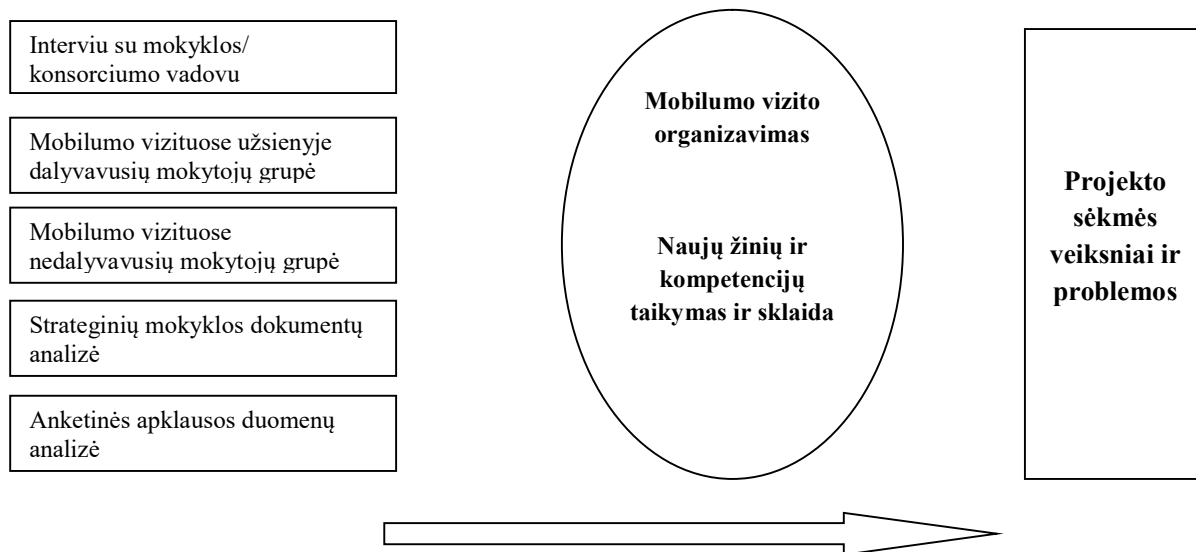 Interviu su mokyklos/
konsorciumo vadovu
Mobilumo vizituose užsienyje
dalyvavusių mokytojų grupė
Mobilumo vizituose
nedalyvavusių mokytojų grupė
Strateginių mokyklos dokumentų
analizė
Anketinės apklausos duomenų
analizė
Mobilumo vizito
organizavimas
Naujų žinių ir
kompetencijų
taikymas ir sklaida
Projekto
sėkmės
veiksniai ir
problemos